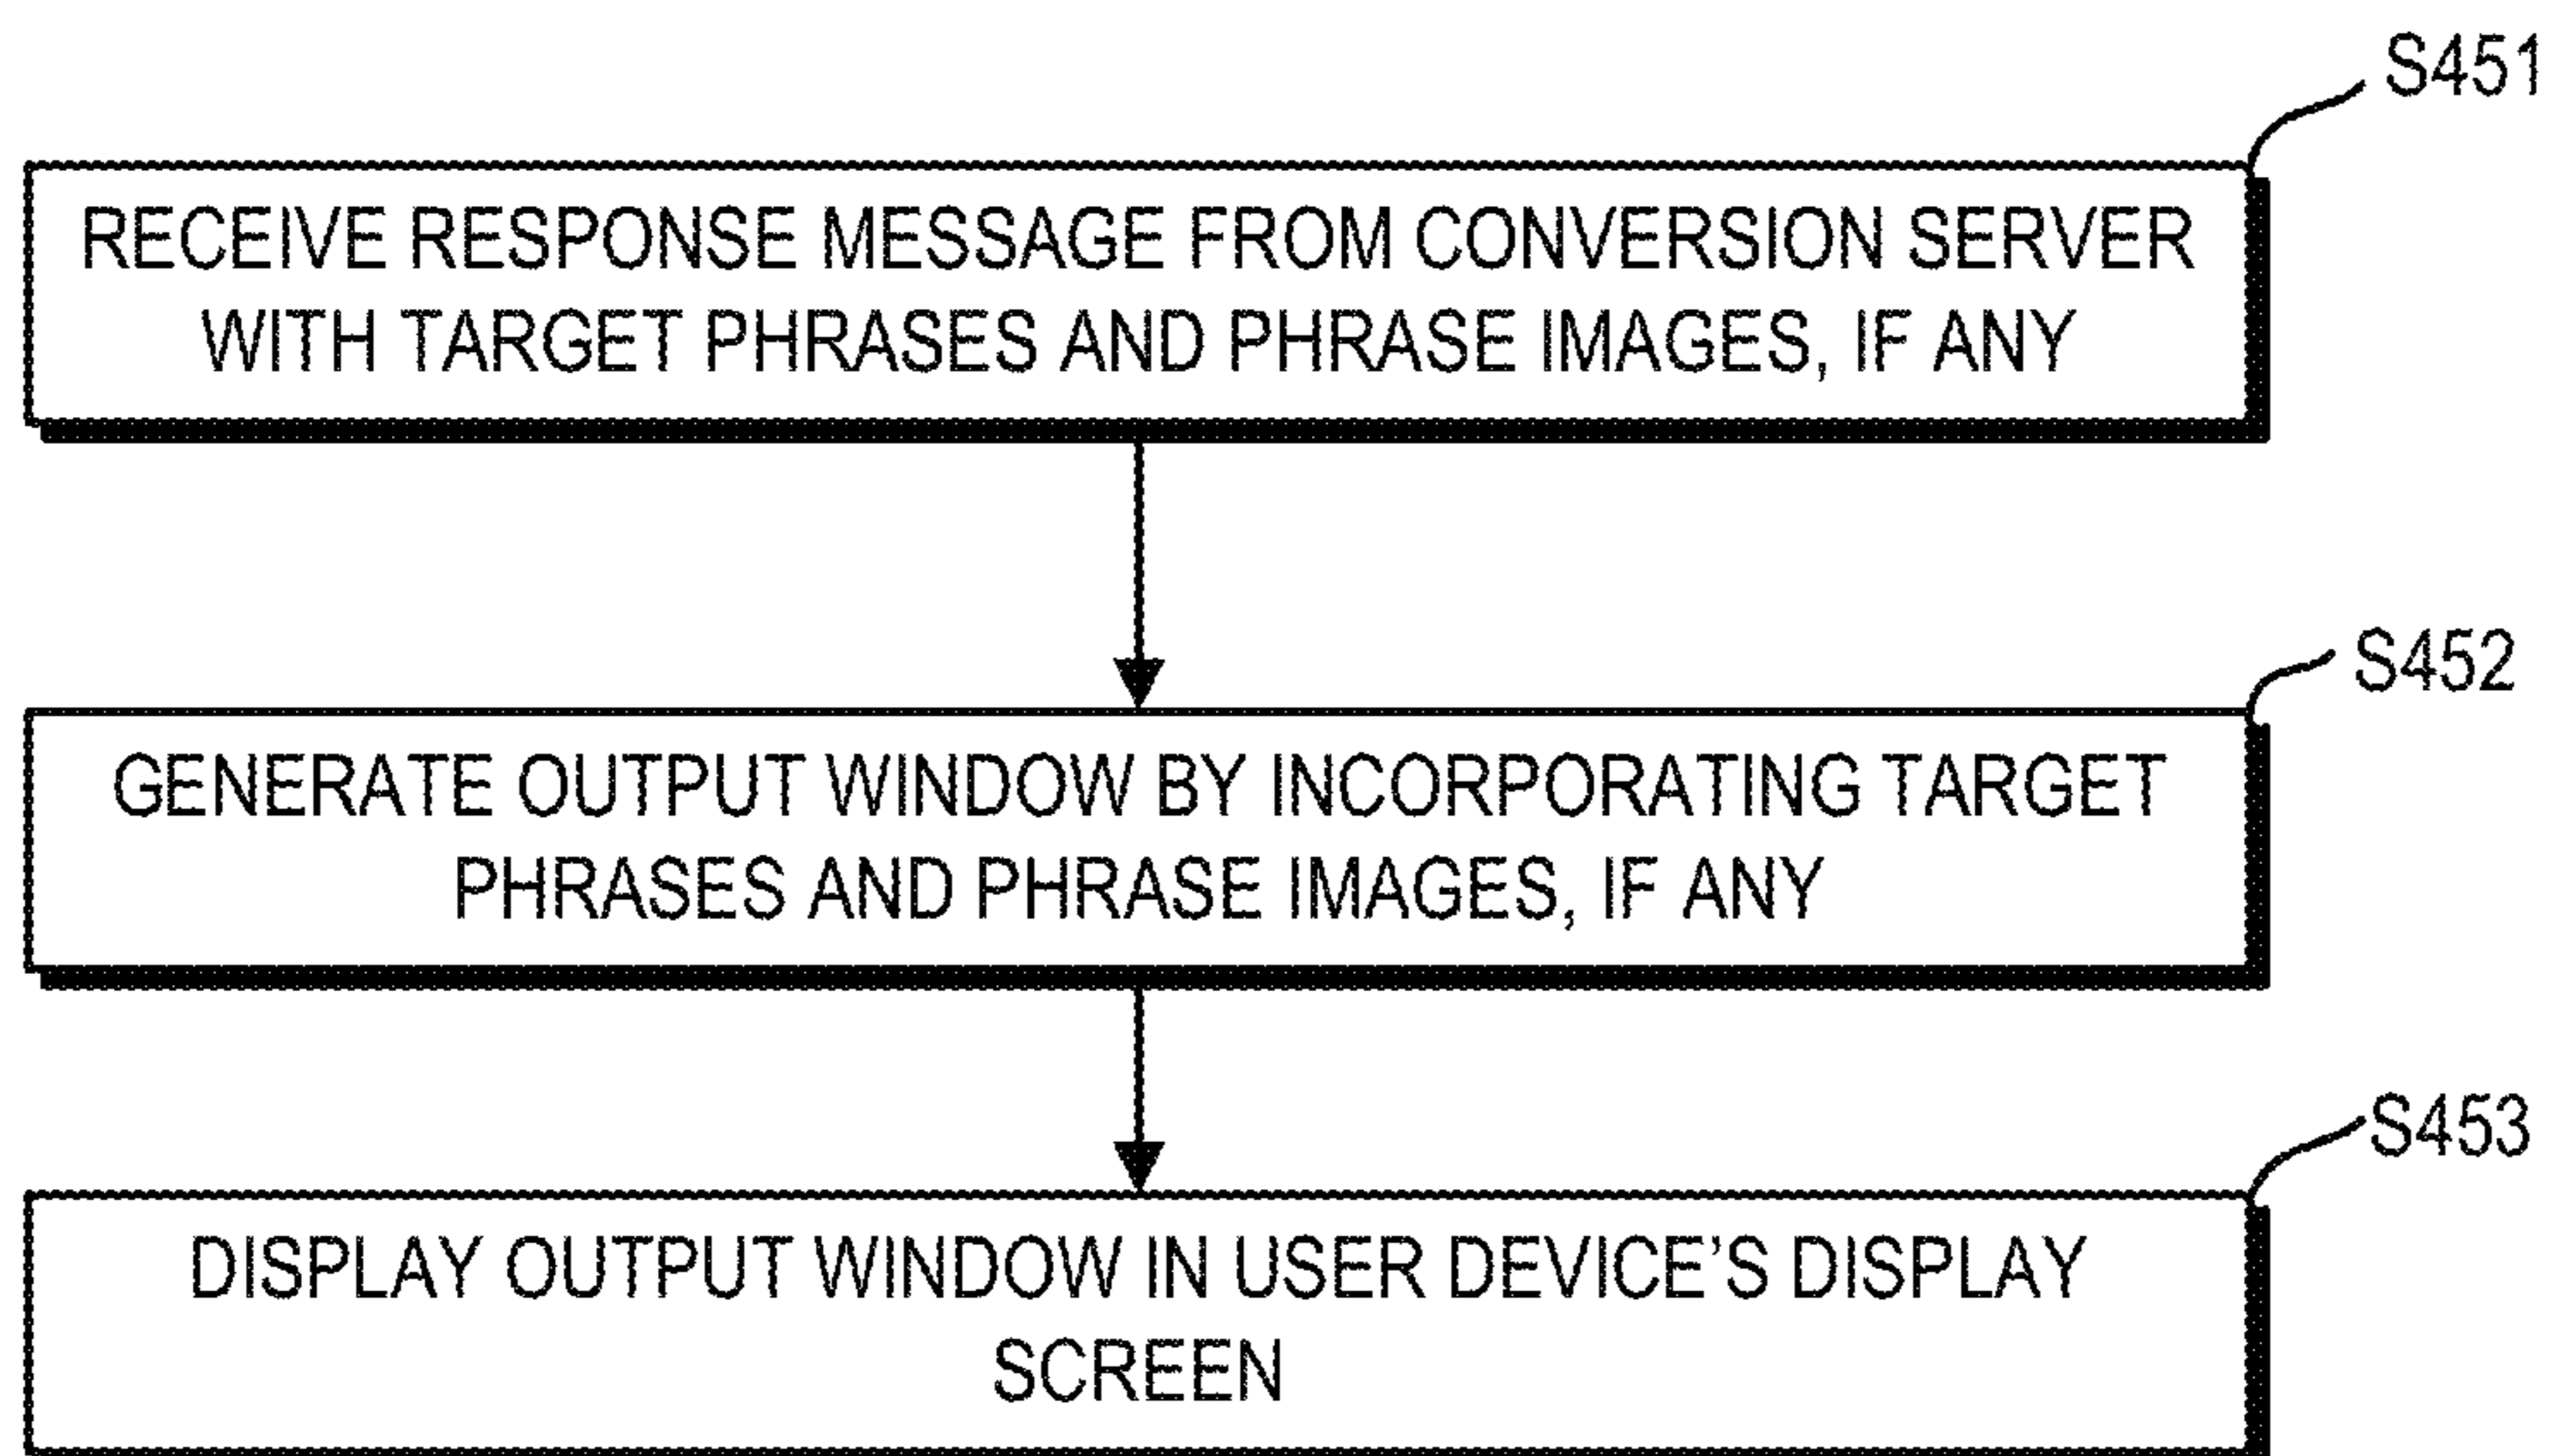 S451
RECEIVE RESPONSE MESSAGE FROM CONVERSION SERVER
WITH TARGET PHRASES AND PHRASE IMAGES, IF ANY
S452
GENERATE OUTPUT WINDOW BY INCORPORATING TARGET
PHRASES AND PHRASE IMAGES, IF ANY
S453
DISPLAY OUTPUT WINDOW IN USER DEVICE’S DISPLAY
SCREEN